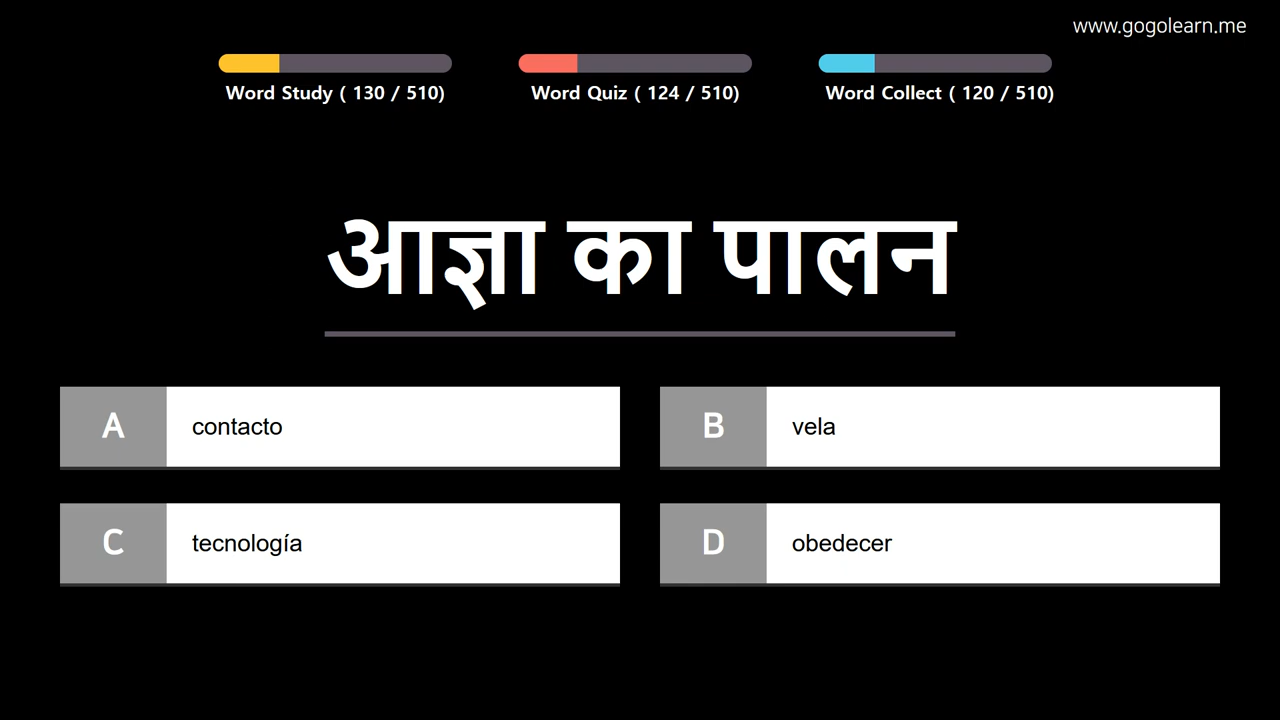 www.gogolearn.me
Word Study ( 130 / 510)
Word Quiz ( 124 / 510)
Word Collect ( 120 / 510)
आज्ञा का पालन
A contacto
B vela
C tecnología
D obedecer